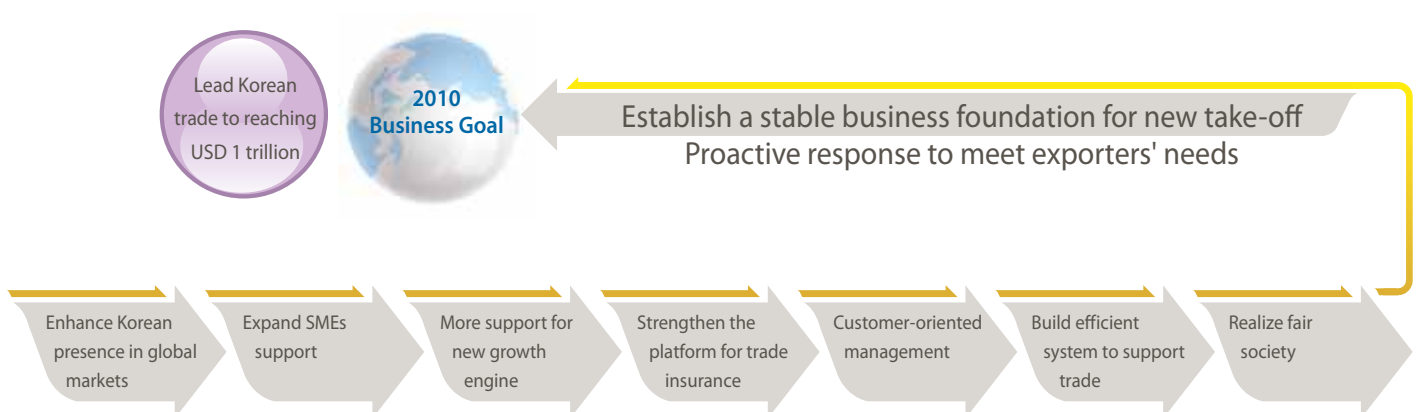 Lead Korean
trade to reaching
USD 1 trillion
2010
Business Goal
Establish a stable business foundation for new take-off
Proactive response to meet exporters' needs
Enhance Korean
presence in global
markets
Expand SMEs
support
More support for
new growth
engine
Strengthen the
platform for trade
insurance
Customer-oriented
management
Build efficient
system to support
trade
Realize fair
society